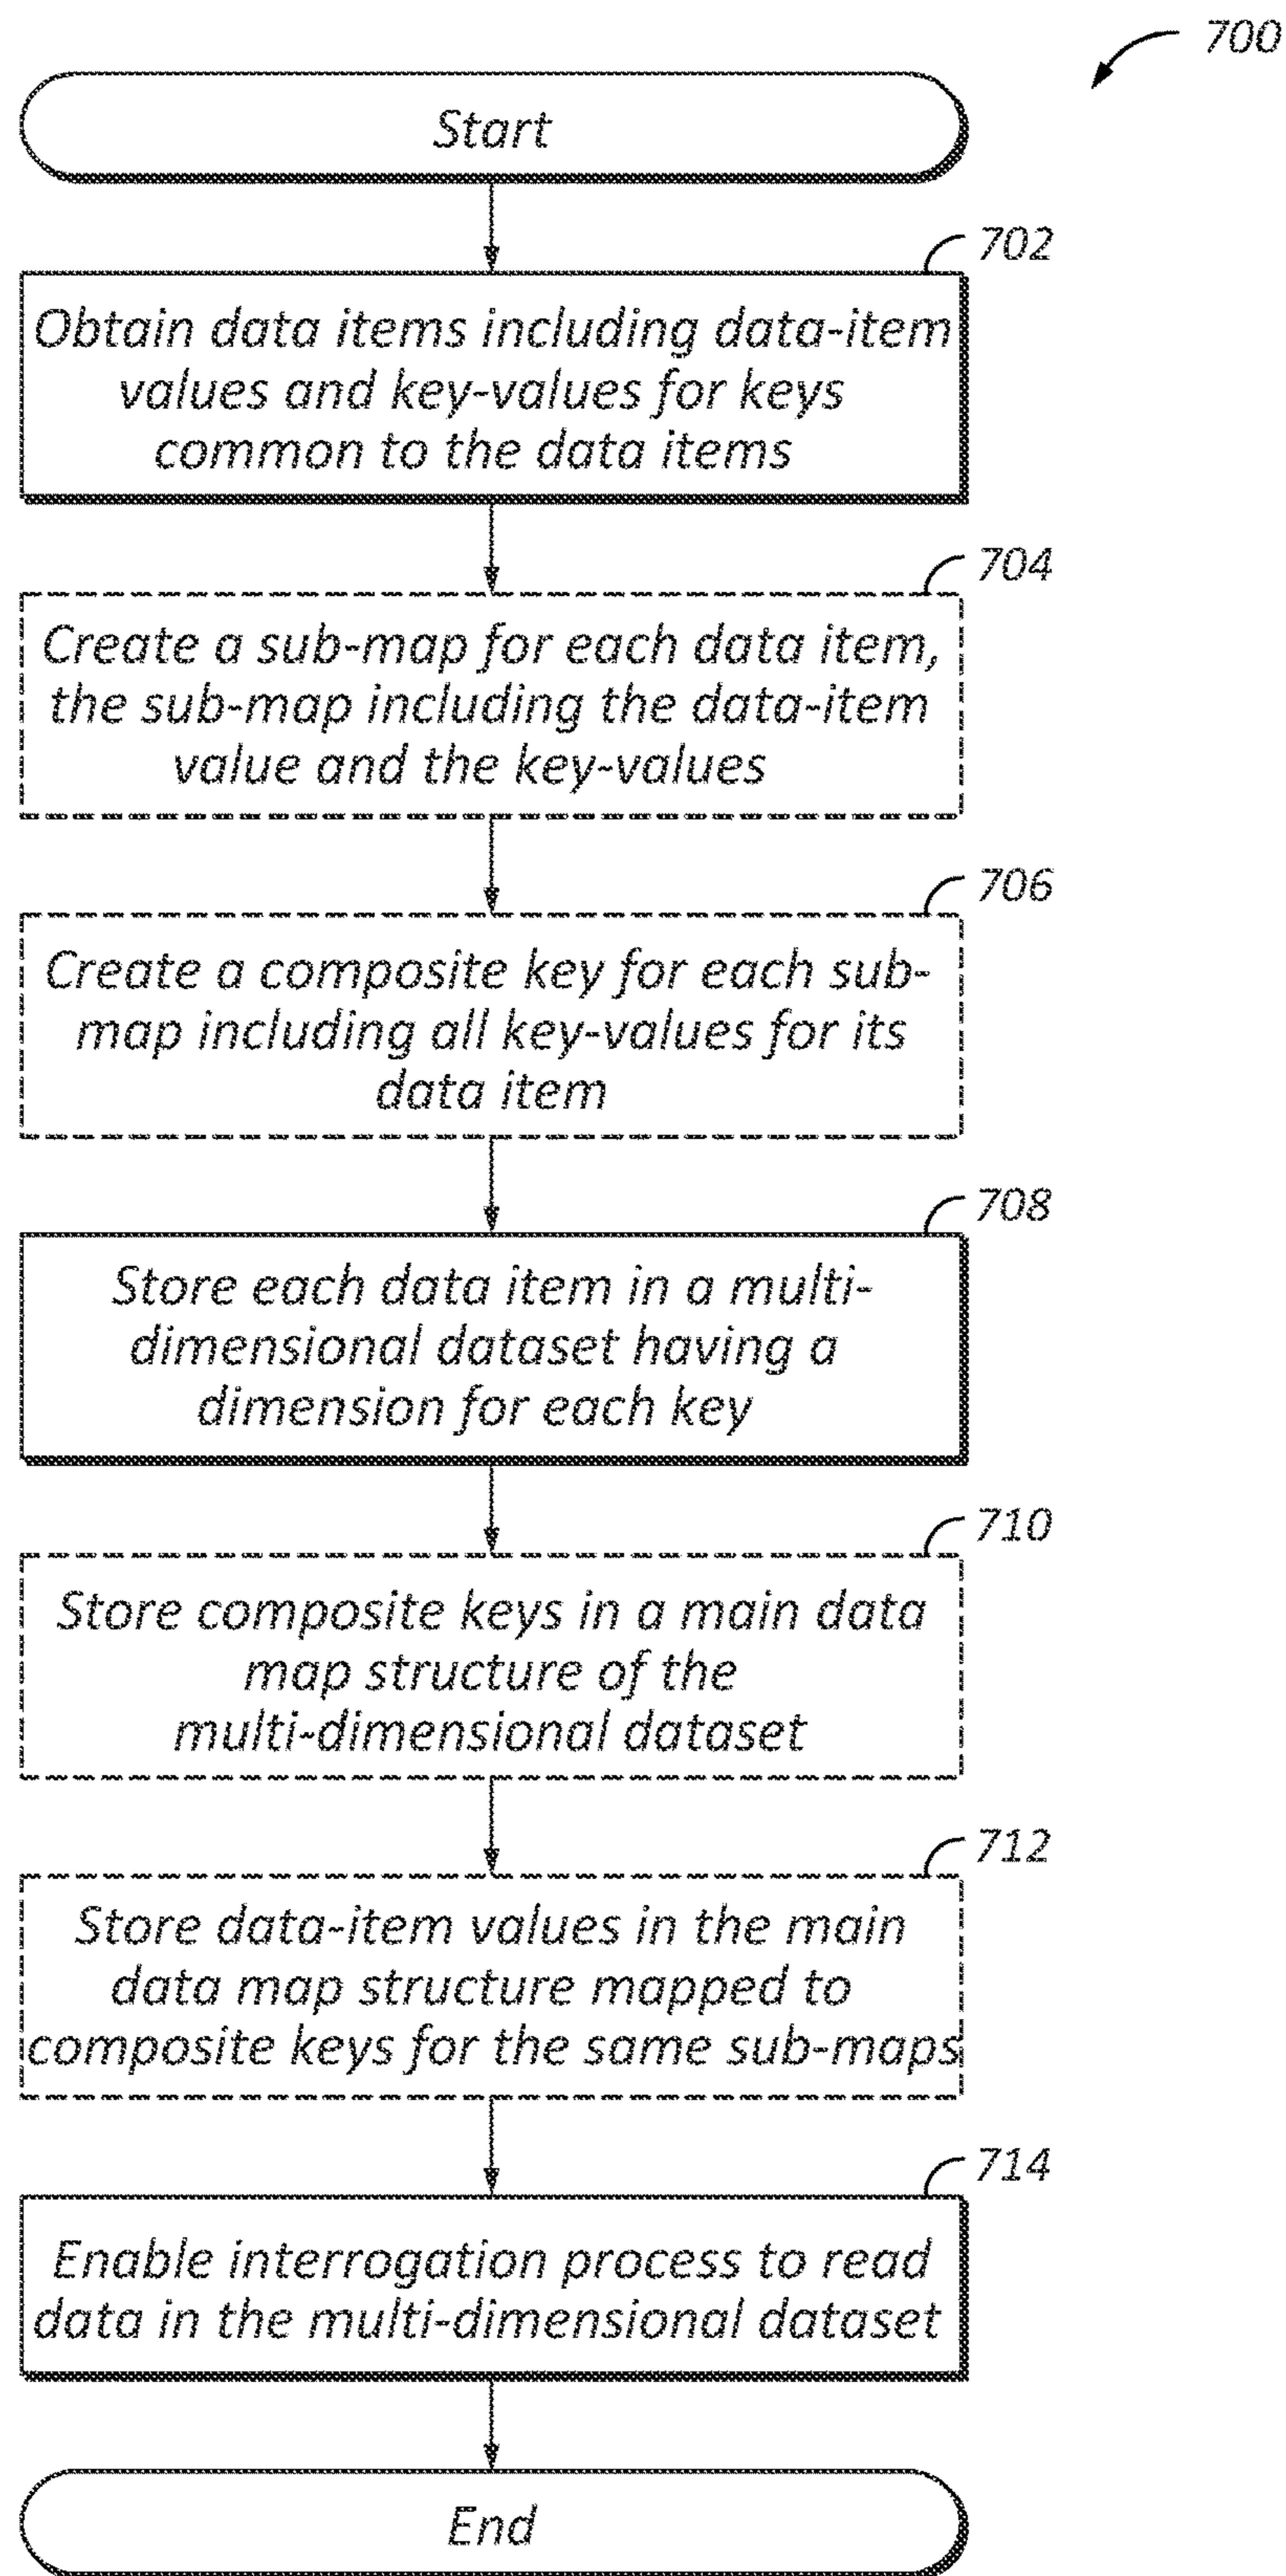 700
Start
702
Obtain data items including data-item
values and key-values for keys
common to the data items
704
Create a sub-map for each data item,
the sub-map including the data-item
value and the key-values
706
Create a composite key for each sub-
map including all key-values for its
data item
708
Store each data item in a multi-
dimensional dataset having a
dimension for each key
710
Store composite keys in a main data
map structure of the
multi-dimensional dataset
712
Store data-item values in the main
data map structure mapped to
composite keys for the same sub-maps
714
Enable interrogation process to read
data in the multi-dimensional dataset
End